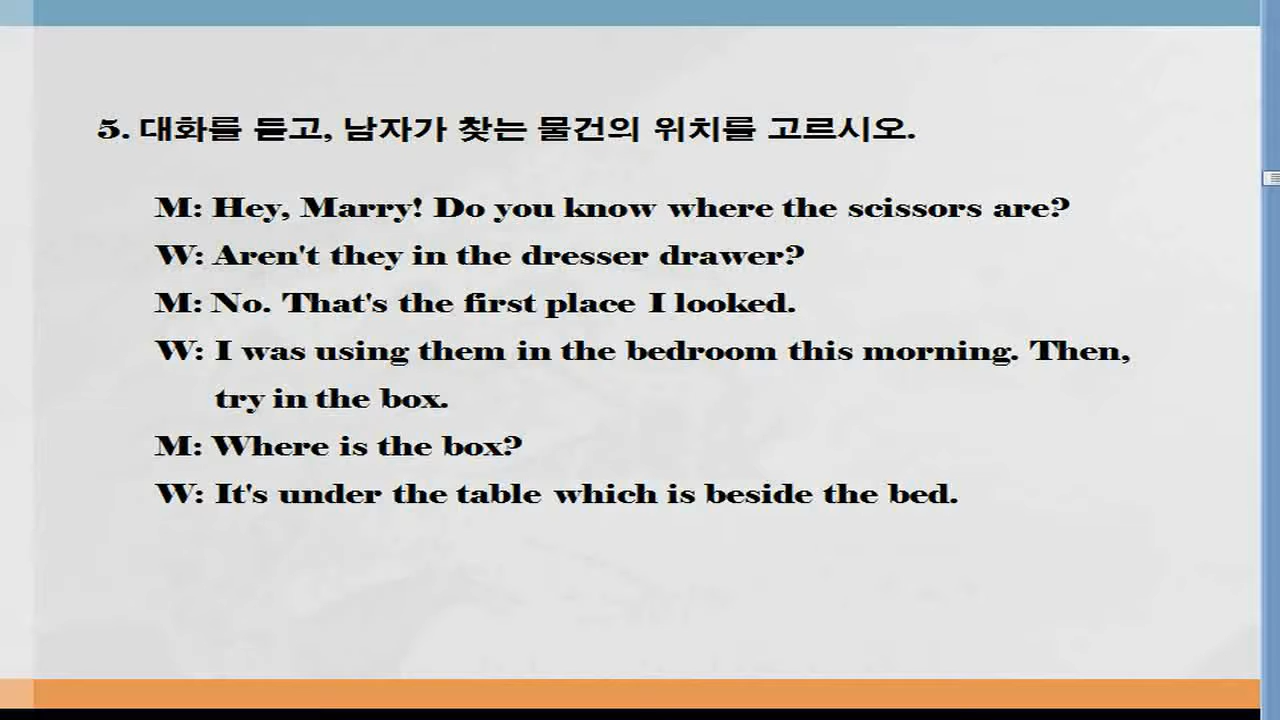 5. 대화를 듣고, 남자가 찾는 물건의 위치를 고르시오.
M: Hey, Marry! Do you know where the scissors are?
W: Aren't they in the dresser drawer?
M: No. That's the first place I looked.
W: I was using them in the bedroom this morning. Then,
try in the box.
M: Where is the box?
W: It's under the table which is beside the bed.